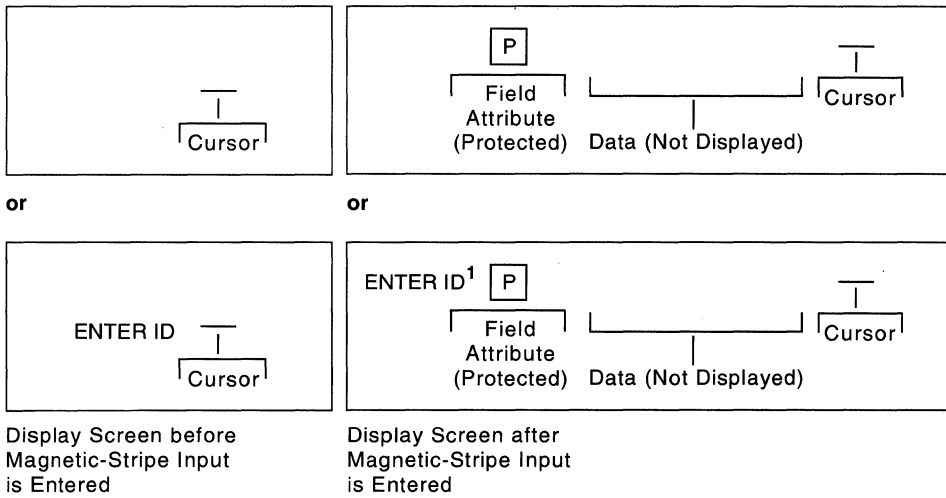 Cursor
P
Field
Attribute
(Protected)
Data (Not Displayed)
Cursor
or
or
ENTER ID
Cursor
ENTER ID¹
P
Field
Attribute
(Protected)
Data (Not Displayed)
Cursor
Display Screen before
Magnetic-Stripe Input
is Entered
Display Screen after
Magnetic-Stripe Input
is Entered